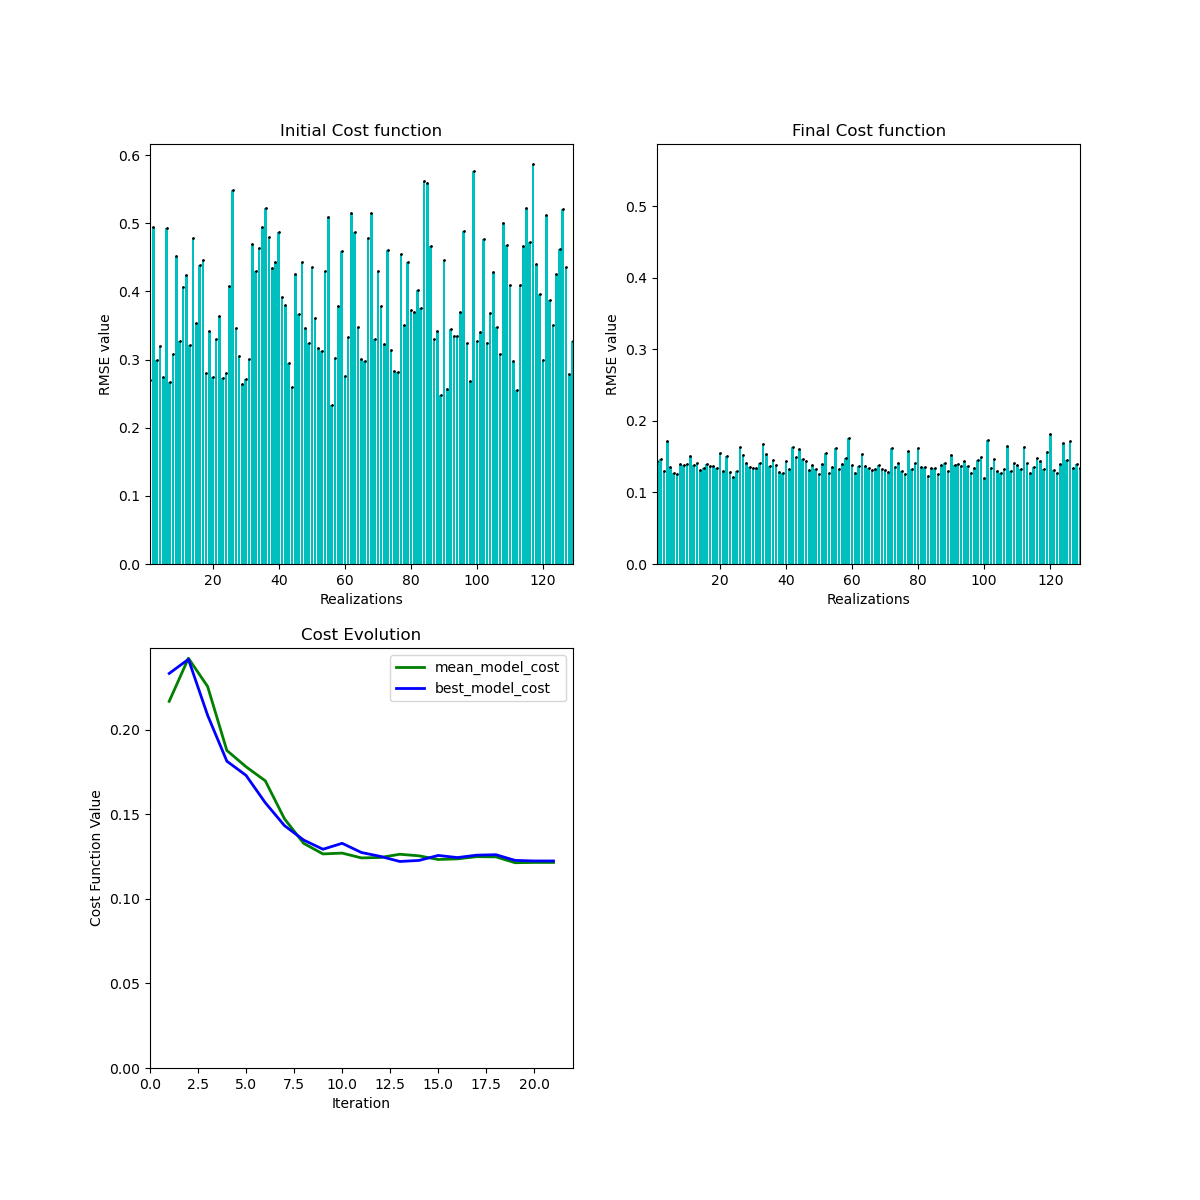 Initial Cost function
0.6
0.5
0.4
0.3
0.2
0.1
0.0
RMSE value
20 40 60 80 100 120
Realizations
Final Cost function
0.5
0.4
0.3
0.2
0.1
0.0
RMSE value
20 40 60 80 100 120
Realizations
Cost Evolution
mean_model_cost
best_model_cost
0.20
0.15
0.10
0.05
0.00
Cost Function Value
0.0 2.5 5.0 7.5 10.0 12.5 15.0 17.5 20.0
Iteration